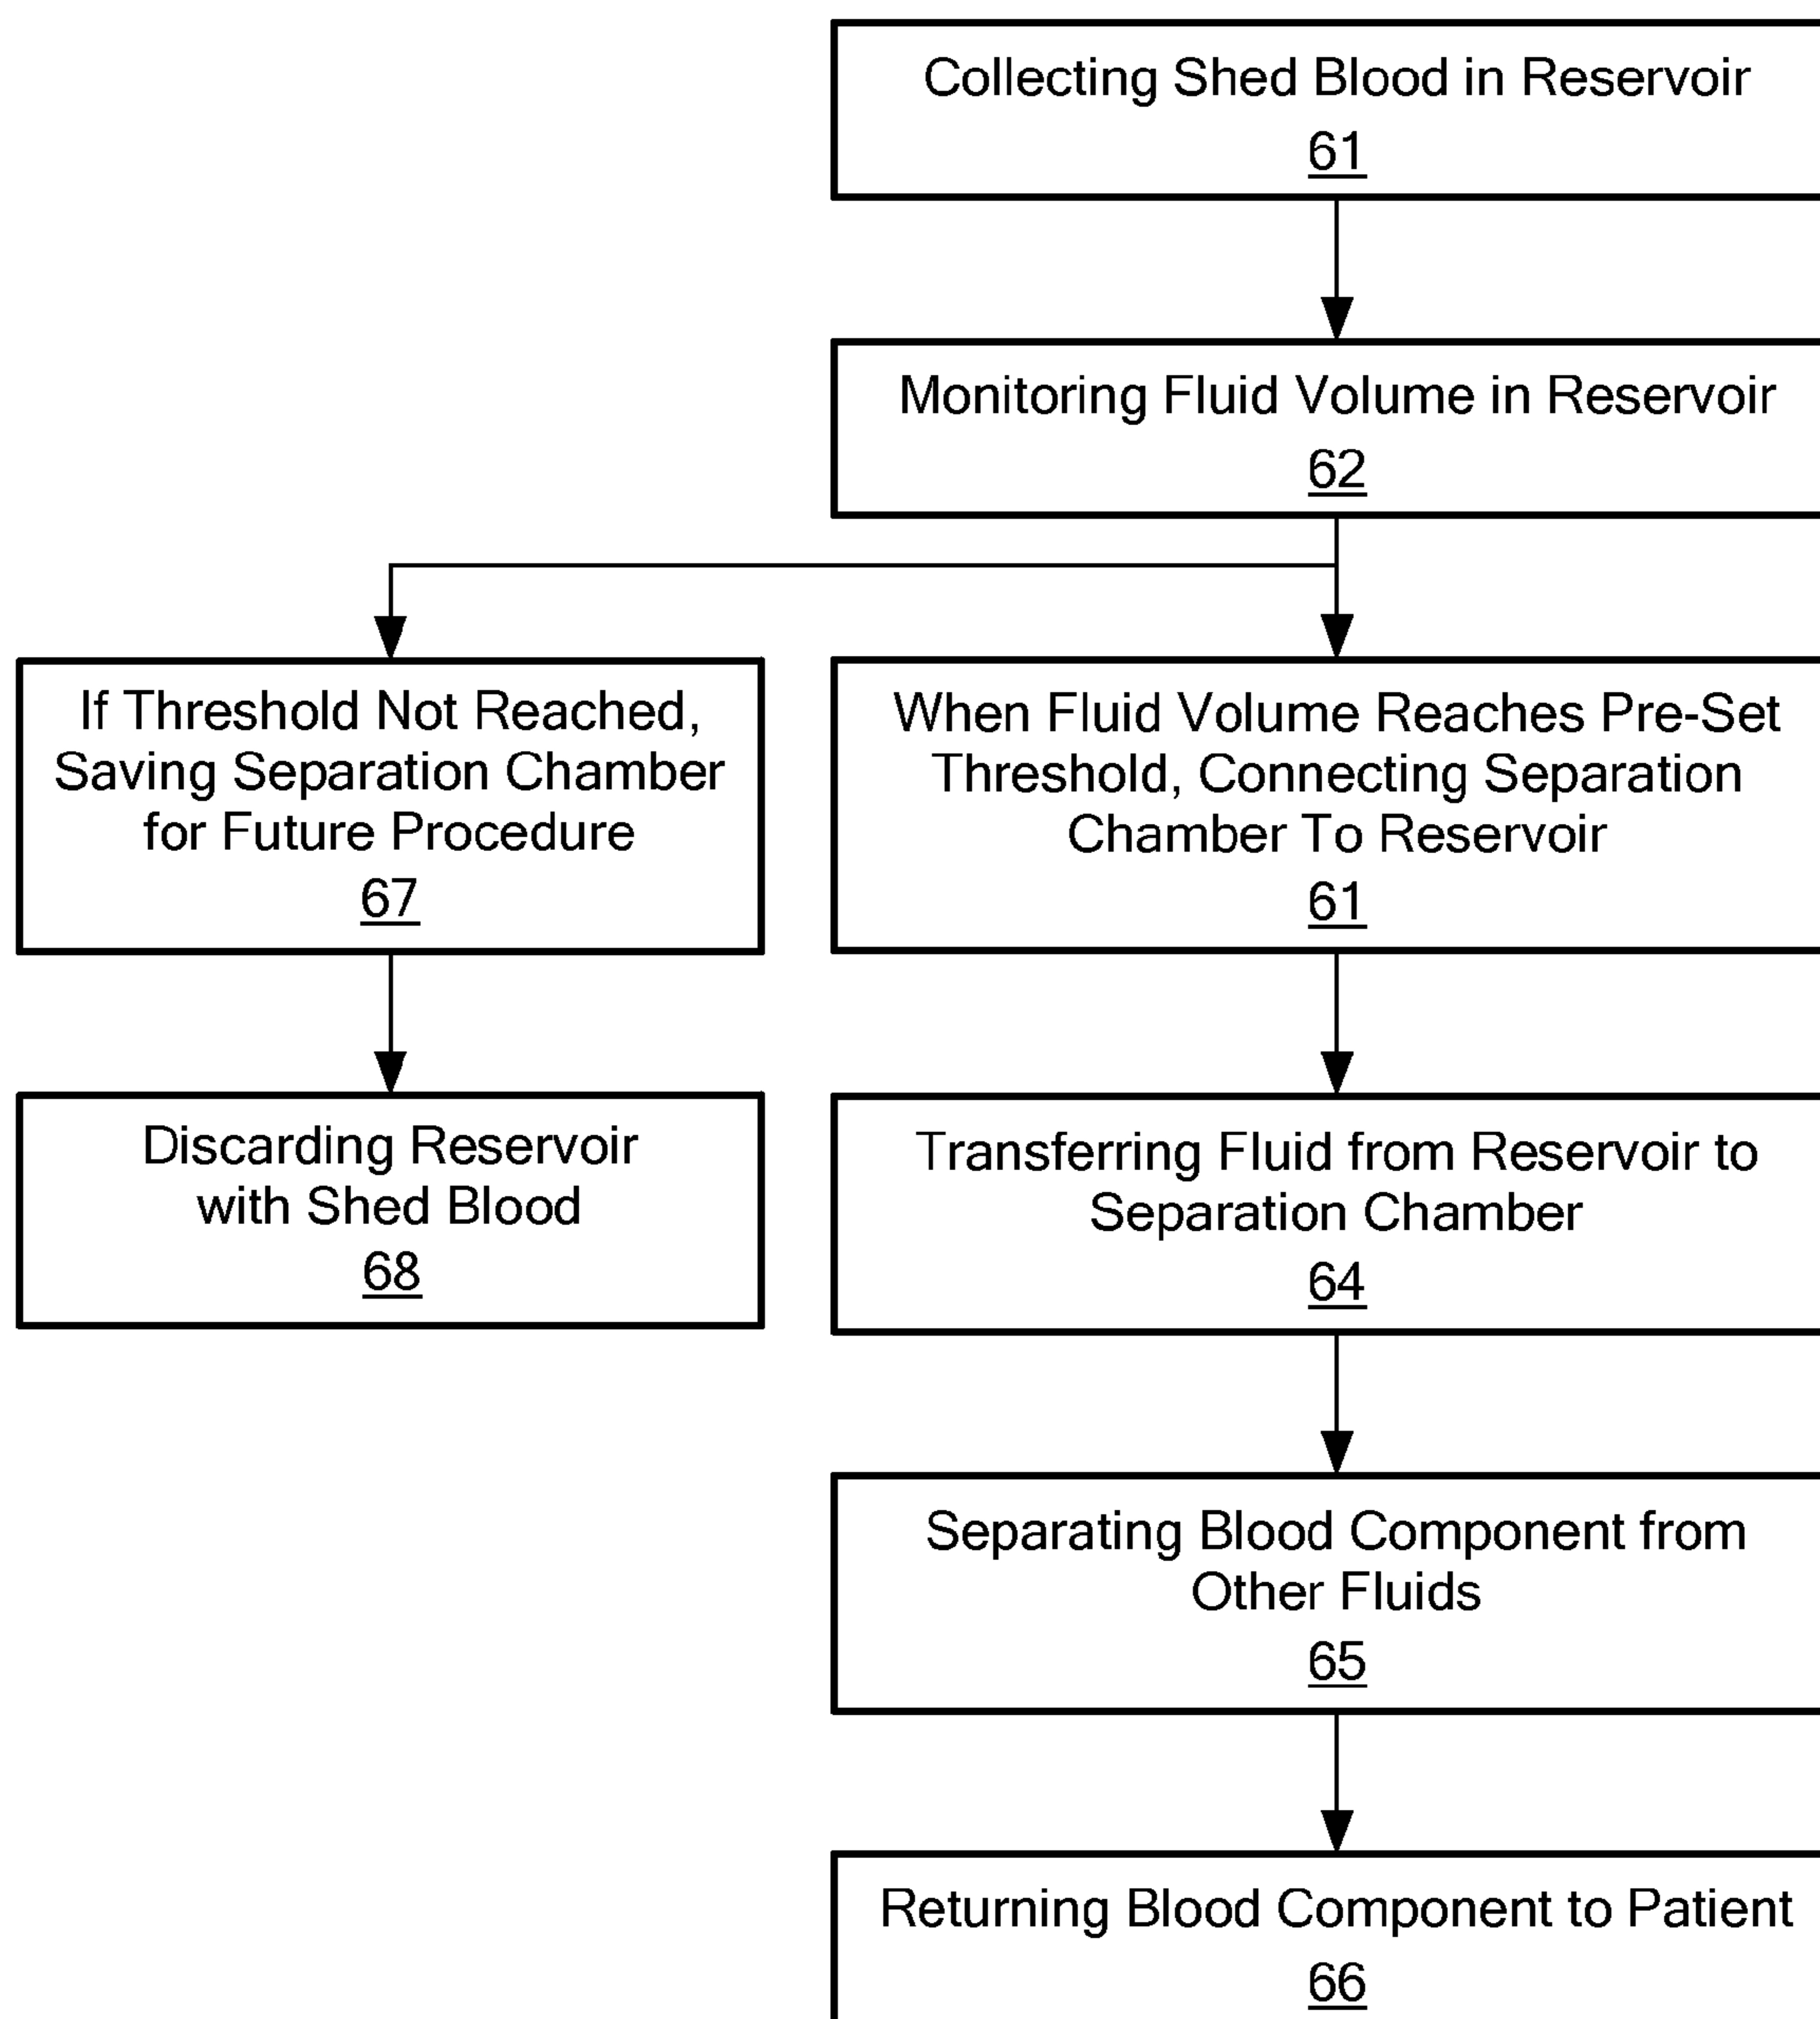 Collecting Shed Blood in Reservoir
61
Monitoring Fluid Volume in Reservoir
62
If Threshold Not Reached,
Saving Separation Chamber
for Future Procedure
67
When Fluid Volume Reaches Pre-Set
Threshold, Connecting Separation
Chamber To Reservoir
61
Discarding Reservoir
with Shed Blood
68
Transferring Fluid from Reservoir to
Separation Chamber
64
Separating Blood Component from
Other Fluids
65
Returning Blood Component to Patient
66